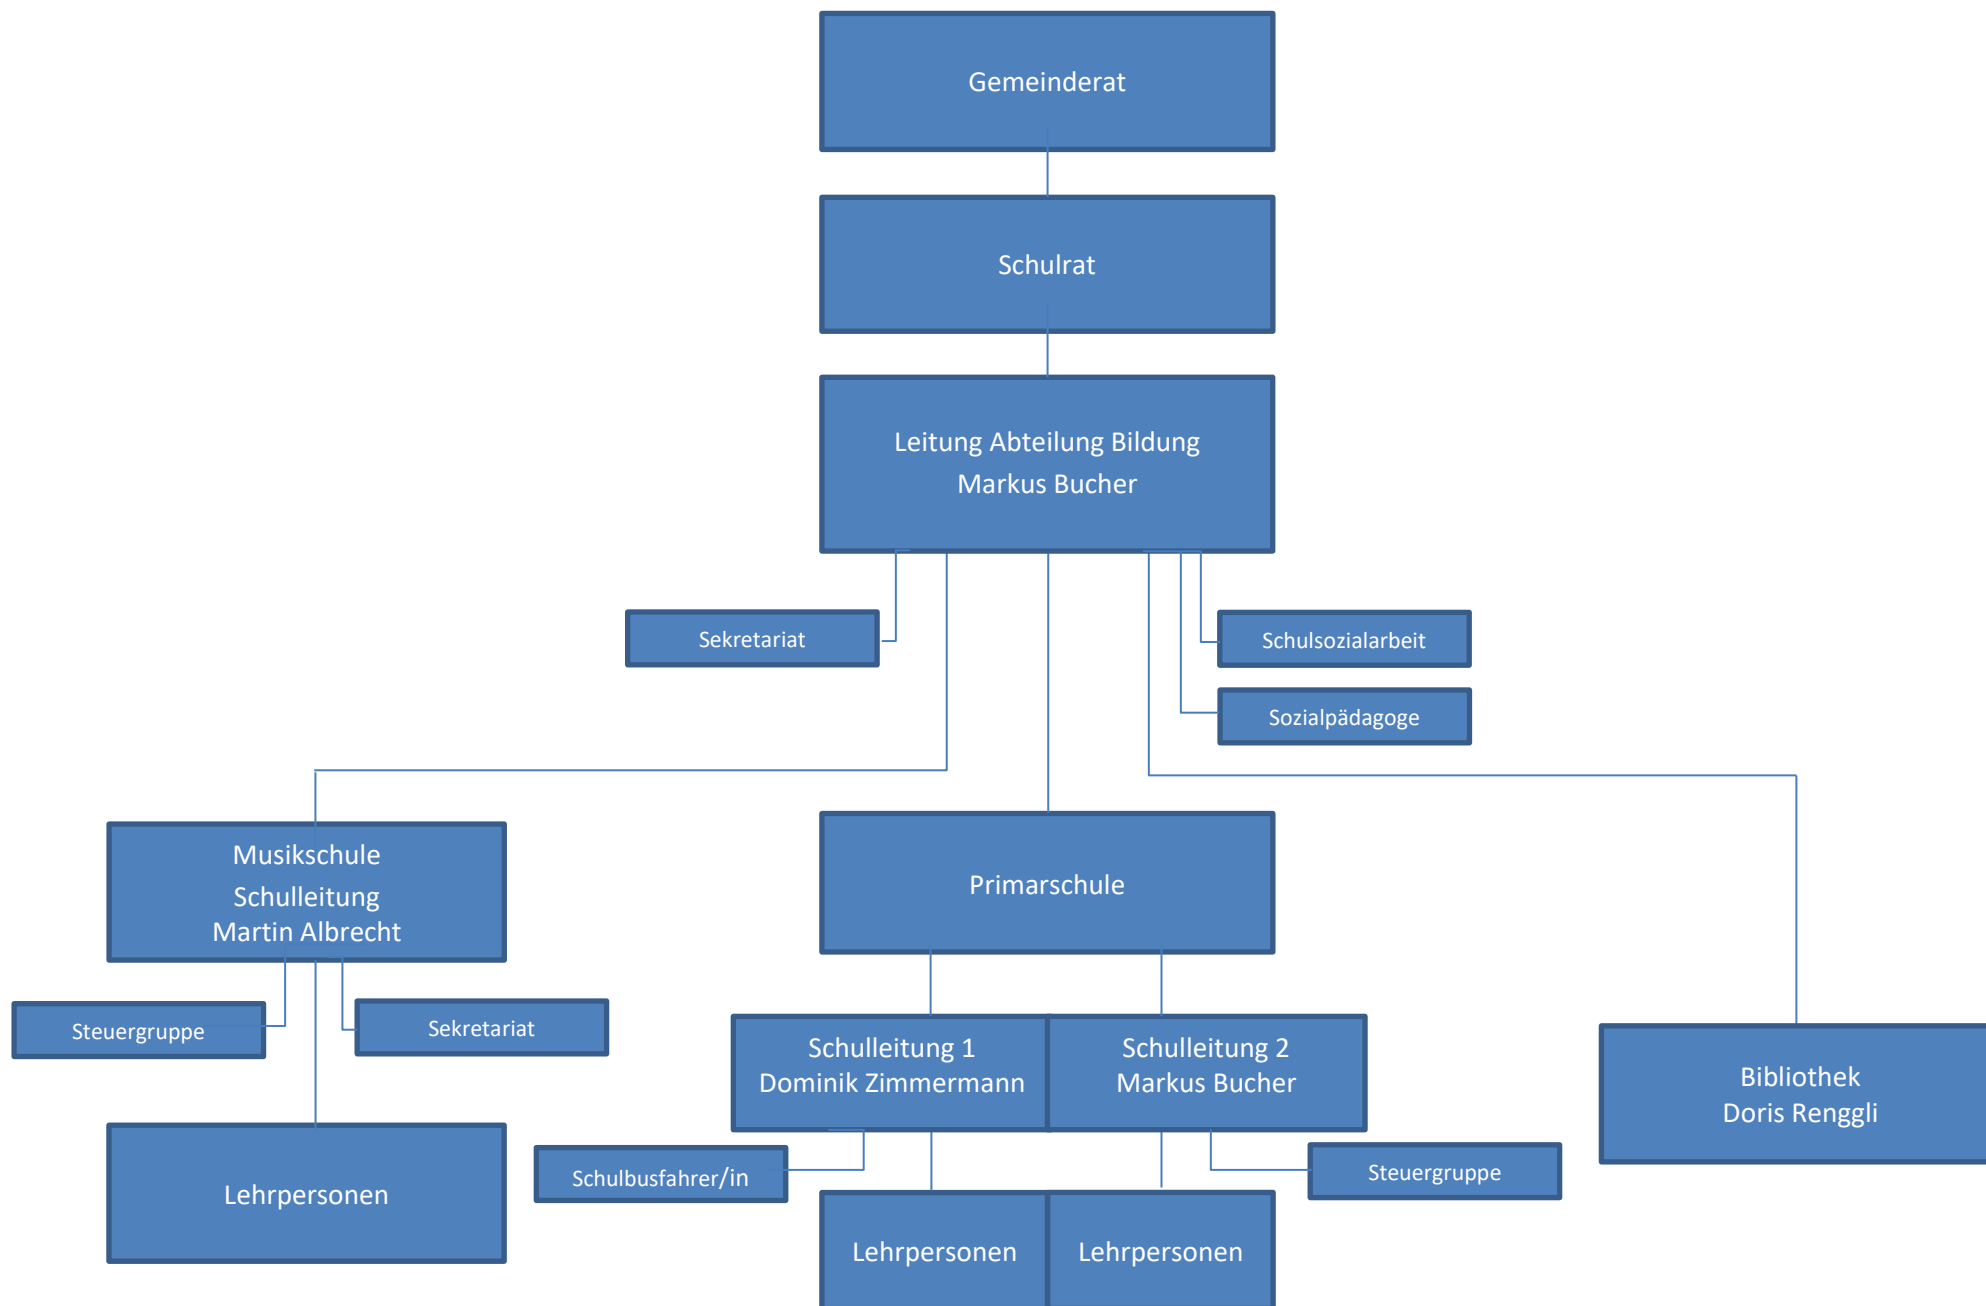 Gemeinderat
Schulrat
Leitung Abteilung Bildung
Markus Bucher
Sekretariat
Schulsozialarbeit
Sozialpädagoge
Musikschule
Schulleitung
Martin Albrecht
Primarschule
Steuergruppe
Sekretariat
Schulleitung 1
Dominik Zimmermann
Schulleitung 2
Markus Bucher
Bibliothek
Doris Renggli
Lehrpersonen
Schulbusfahrer/in
Steuergruppe
Lehrpersonen
Lehrpersonen